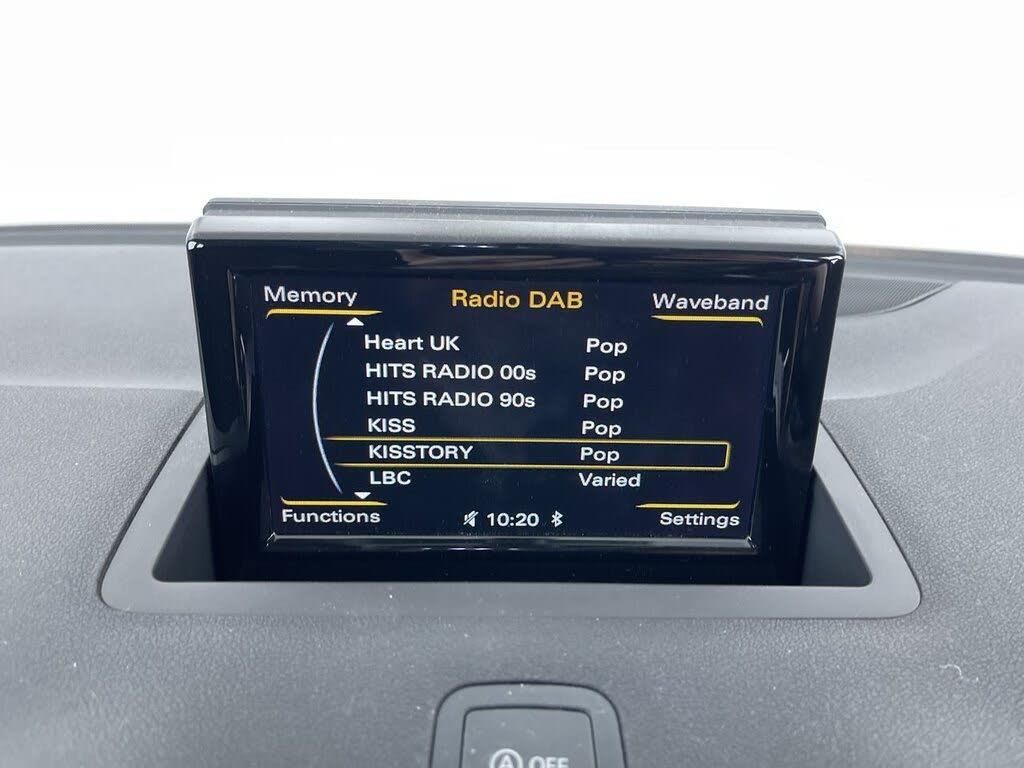 Memory Radio DAB Waveband
Heart UK Pop
HITS RADIO 00s Pop
HITS RADIO 90s Pop
KISS Pop
KISSTORY Pop
LBC Varied
Functions 10:20 Settings
A OFF